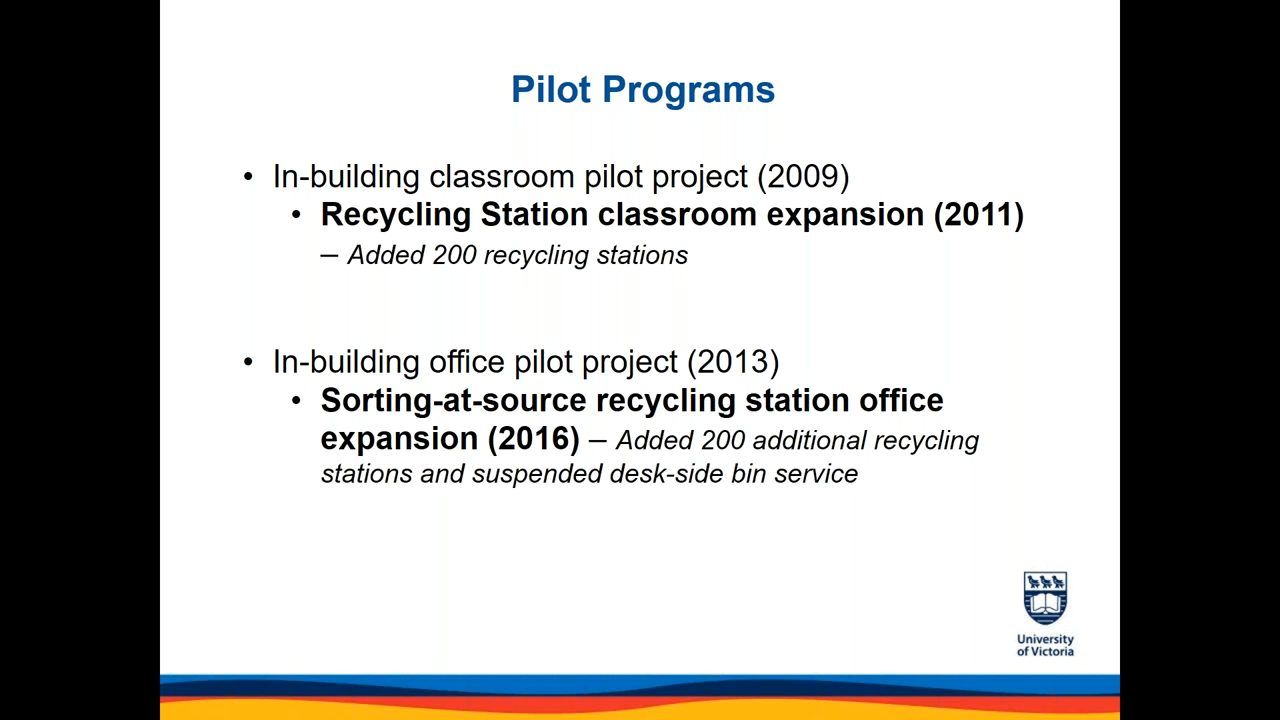 Pilot Programs
• In-building classroom pilot project (2009)
• Recycling Station classroom expansion (2011)
– Added 200 recycling stations
• In-building office pilot project (2013)
• Sorting-at-source recycling station office
expansion (2016) – Added 200 additional recycling
stations and suspended desk-side bin service
University
of Victoria